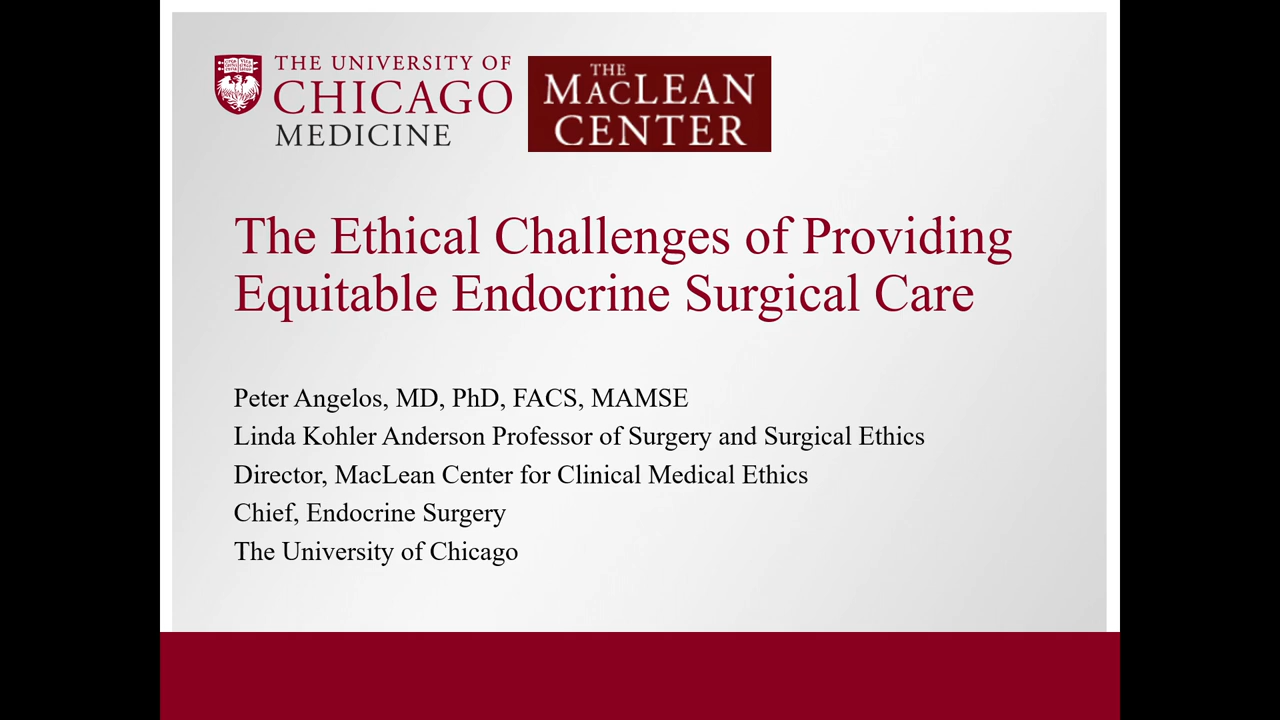 THE UNIVERSITY OF
CHICAGO
MEDICINE
THE
MACLEAN
CENTER
The Ethical Challenges of Providing
Equitable Endocrine Surgical Care
Peter Angelos, MD, PhD, FACS, MAMSE
Linda Kohler Anderson Professor of Surgery and Surgical Ethics
Director, MacLean Center for Clinical Medical Ethics
Chief, Endocrine Surgery
The University of Chicago